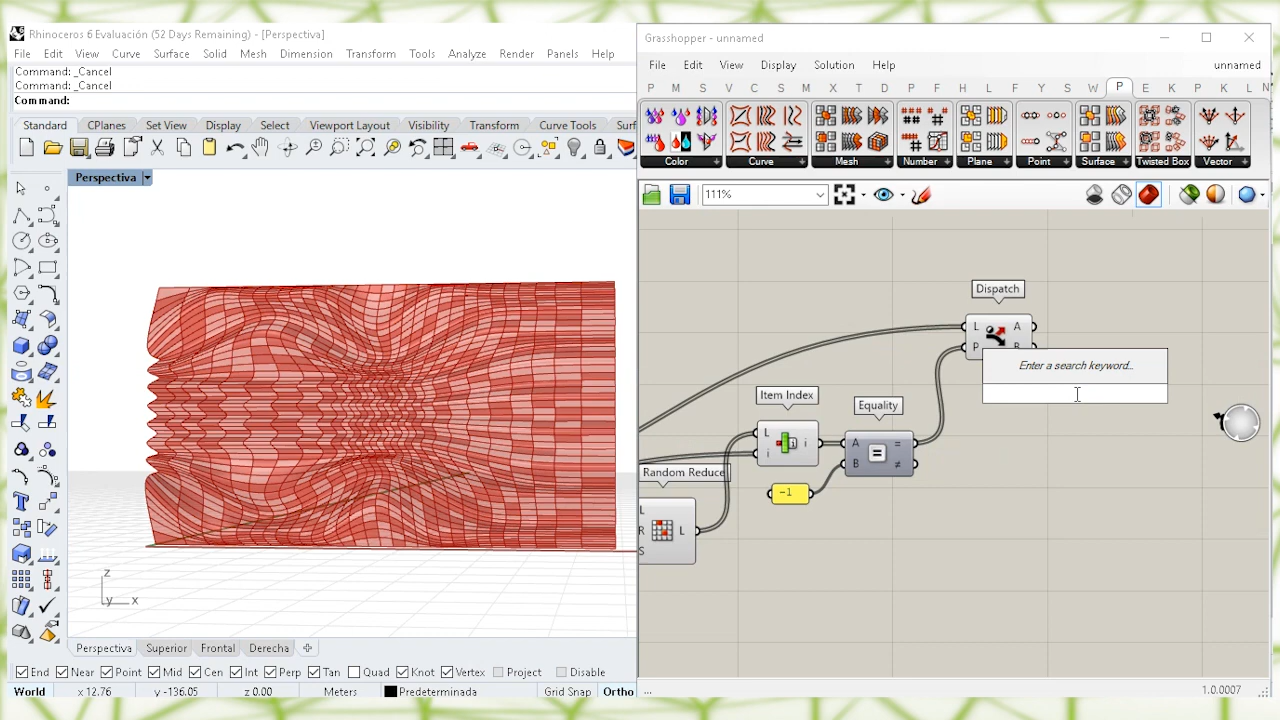 Rhinoceros 6 Evaluación (52 Days Remaining) - [Perspectiva]
File Edit View Curve Surface Solid Mesh Dimension Transform Tools Analyze Render Panels Help
Command: _Cancel
Command: _Cancel
Command:
Standard CPlanes Set View Display Select Viewport Layout Visibility Transform Curve Tools Surf
Perspectiva
z
y x
Perspectiva Superior Frontal Derecha
End Near Point Mid Cen Int Perp Tan Quad Knot Vertex Project Disable
World x 12.76 y -136.05 z 0.00 Meters Predeterminada Grid Snap Ortho
Grasshopper - unnamed
File Edit View Display Solution Help unnamed
P M S V C S M X T D P F H L F Y S W P E K C K L N
Color Curve Mesh Number Plane Point Surface Twisted Box Vector
111%
Dispatch
L A
P B
Enter a search keyword..
Item Index
L
i i
Equality
A =
B ≠
-1
Random Reduce
L
R L
S
... 1.0.0007